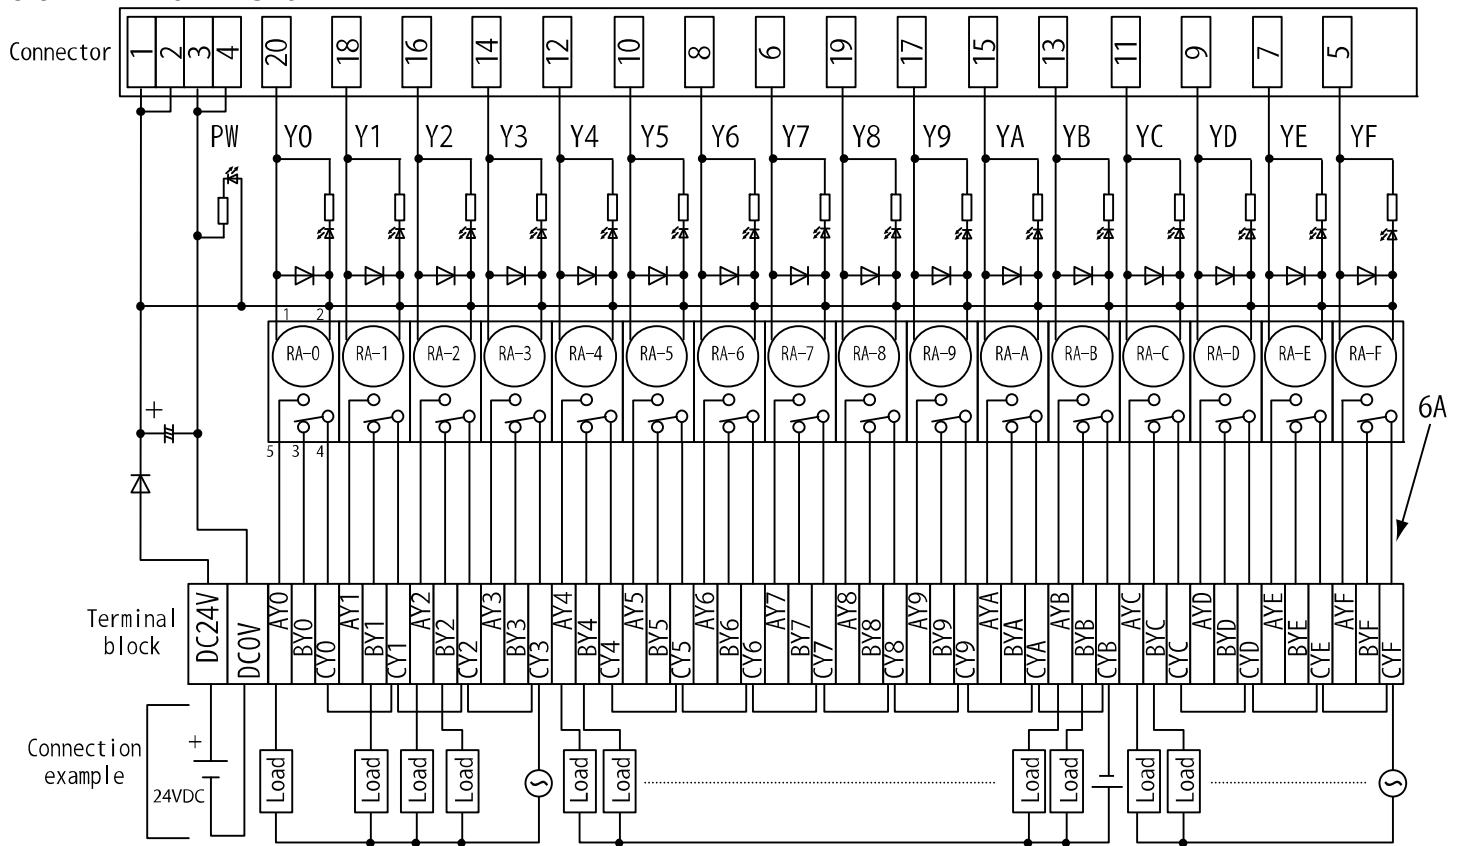 Connector 1 2 3 4 20 18 16 14 12 10 8 6 19 17 15 13 11 9 7 5
PW Y0 Y1 Y2 Y3 Y4 Y5 Y6 Y7 Y8 Y9 YA YB YC YD YE YF
1 2
RA-0 RA-1 RA-2 RA-3 RA-4 RA-5 RA-6 RA-7 RA-8 RA-9 RA-A RA-B RA-C RA-D RA-E RA-F
+
6A
5 3 4
Terminal
block
DC24V DC0V AY0 BY0 CY0 AY1 BY1 CY1 AY2 BY2 CY2 AY3 BY3 CY3 AY4 BY4 CY4 AY5 BY5 CY5 AY6 BY6 CY6 AY7 BY7 CY7 AY8 BY8 CY8 AY9 BY9 CY9 AYA BYA CYA AYB BYB CYB AYC BYC CYC AYD BYD CYD AYE BYE CYE AYF BYF CYF
Connection
example
+
24VDC
Load Load Load Load Load Load Load Load Load Load